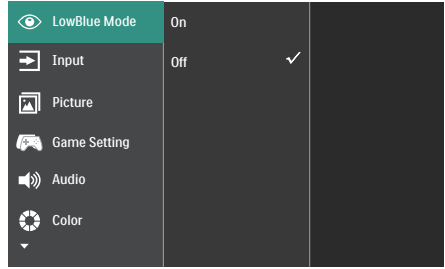 LowBlue Mode
On
Input
Off
Picture
Game Setting
Audio
Color